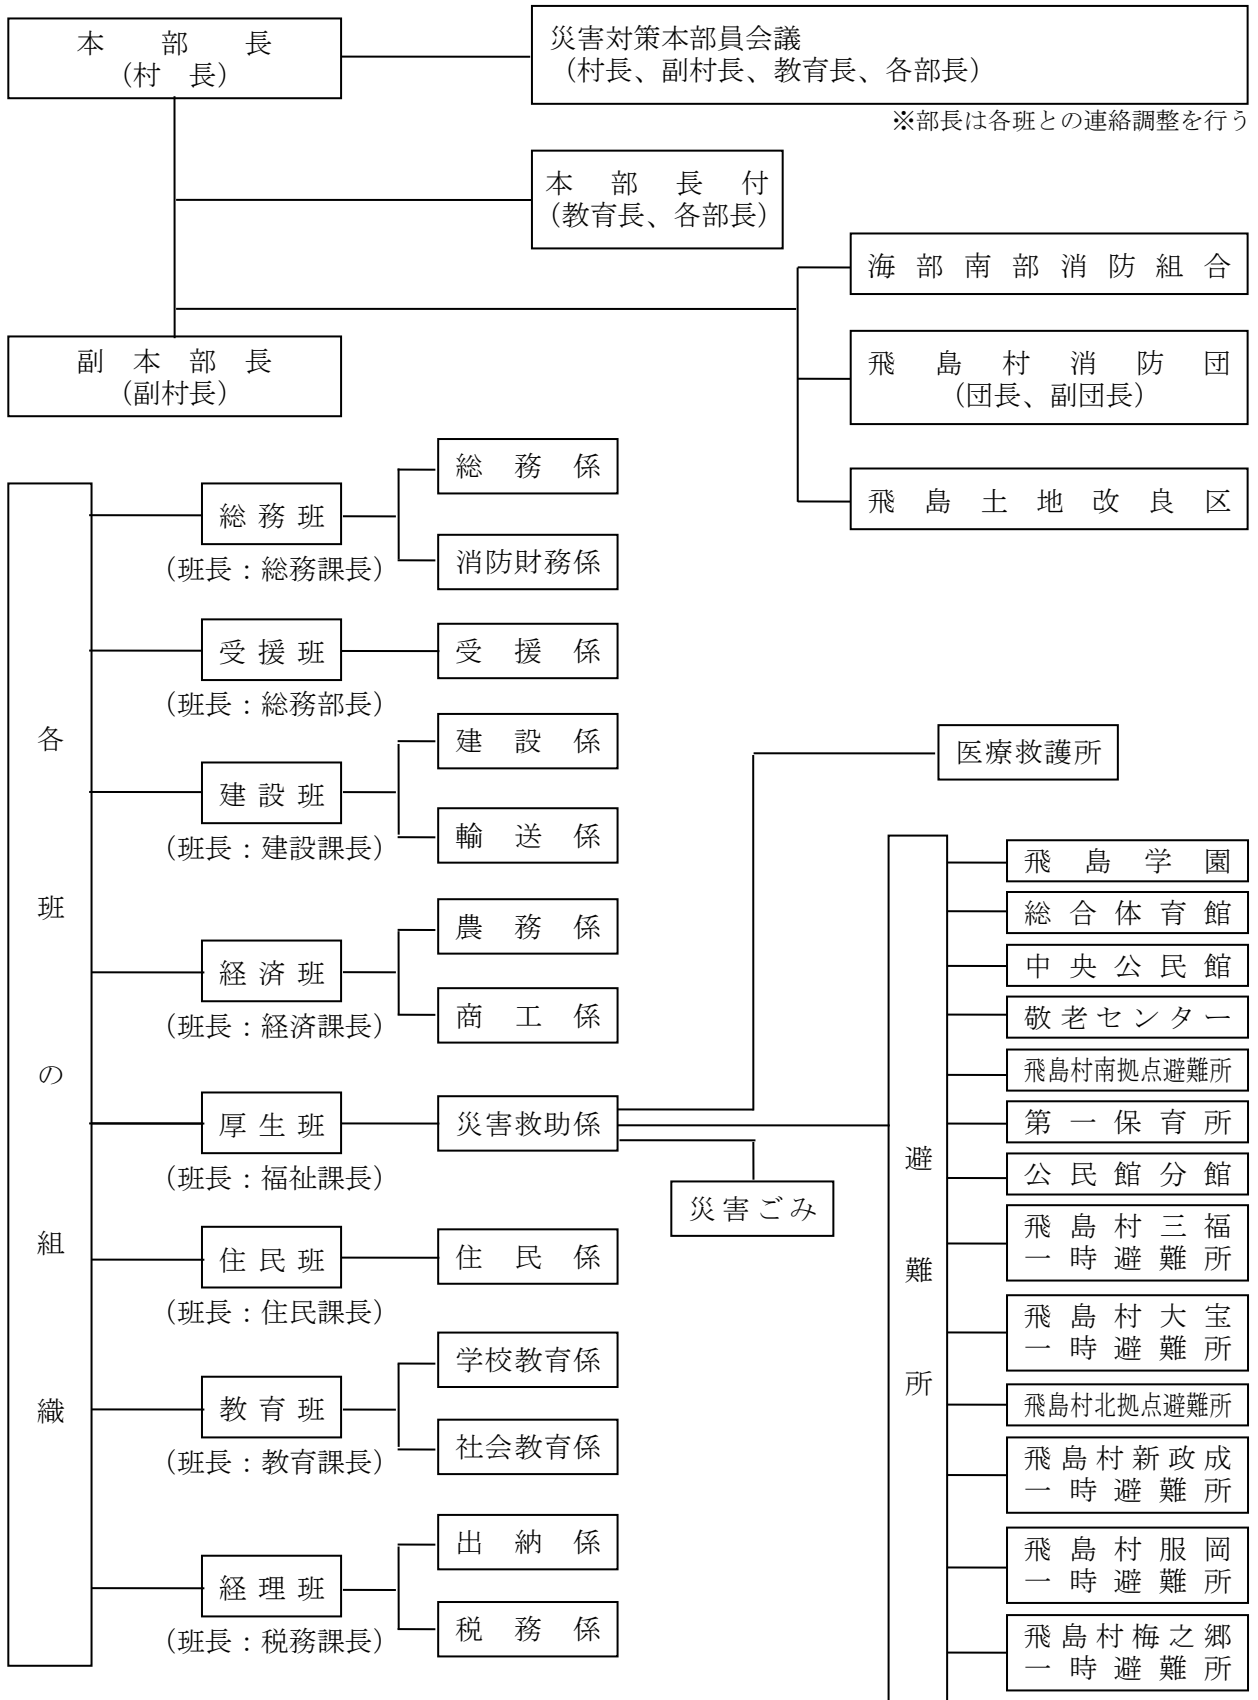 本部長
（村　長）
災害対策本部員会議
（村長、副村長、教育長、各部長）
※部長は各班との連絡調整を行う
本部長付
（教育長、各部長）
海部南部消防組合
飛島村消防団
（団長、副団長）
飛島土地改良区
副本部長
（副村長）
各班の組織
総務班
（班長：総務課長）
総務係
消防財務係
受援班
（班長：総務部長）
受援係
建設班
（班長：建設課長）
建設係
輸送係
経済班
（班長：経済課長）
農務係
商工係
厚生班
（班長：福祉課長）
災害救助係
医療救護所
災害ごみ
避難所
飛島学園
総合体育館
中央公民館
敬老センター
飛島村南拠点避難所
第一保育所
公民館分館
飛島村三福
一時避難所
飛島村大宝
一時避難所
飛島村北拠点避難所
飛島村新政成
一時避難所
飛島村服岡
一時避難所
飛島村梅之郷
一時避難所
住民班
（班長：住民課長）
住民係
教育班
（班長：教育課長）
学校教育係
社会教育係
経理班
（班長：税務課長）
出納係
税務係